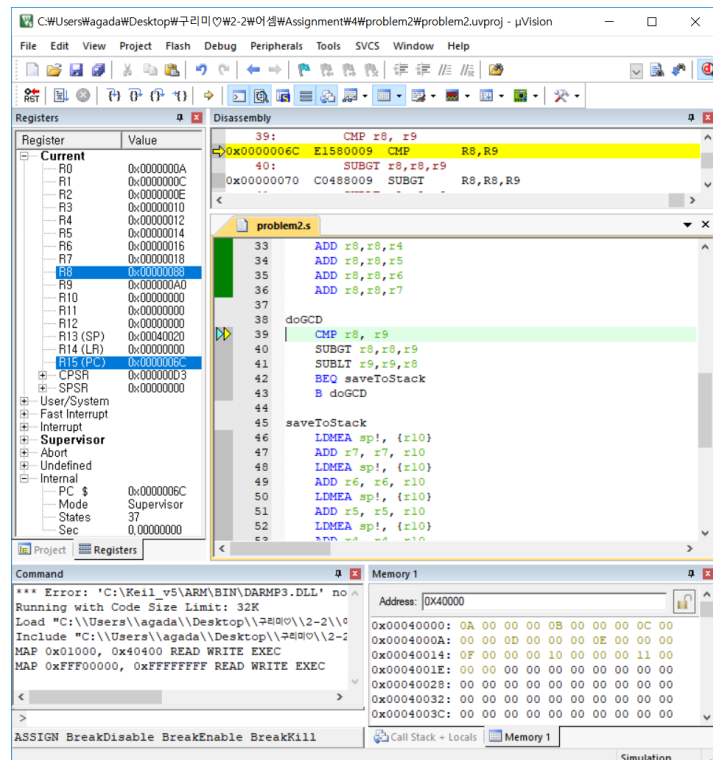 C:₩Users₩agada₩Desktop₩구리미♡₩2-2₩어셈₩Assignment₩4₩problem2₩problem2.uvproj - µVision
File Edit View Project Flash Debug Peripherals Tools SVCS Window Help
RST
Registers
Register Value
Current
R0 0x0000000A
R1 0x0000000C
R2 0x0000000E
R3 0x00000010
R4 0x00000012
R5 0x00000014
R6 0x00000016
R7 0x00000018
R8 0x00000088
R9 0x000000A0
R10 0x00000000
R11 0x00000000
R12 0x00000000
R13 (SP) 0x00040020
R14 (LR) 0x00000000
R15 (PC) 0x0000006C
CPSR 0x000000D3
SPSR 0x00000000
User/System
Fast Interrupt
Interrupt
Supervisor
Abort
Undefined
Internal
PC $ 0x0000006C
Mode Supervisor
States 37
Sec 0,00000000
Project Registers
Disassembly
39: CMP r8, r9
0x0000006C E1580009 CMP R8,R9
40: SUBGT r8,r8,r9
0x00000070 C0488009 SUBGT R8,R8,R9
problem2.s
33 ADD r8,r8,r4
34 ADD r8,r8,r5
35 ADD r8,r8,r6
36 ADD r8,r8,r7
37
38 doGCD
39 CMP r8, r9
40 SUBGT r8,r8,r9
41 SUBLT r9,r9,r8
42 BEQ saveToStack
43 B doGCD
44
45 saveToStack
46 LDMEA sp!, {r10}
47 ADD r7, r7, r10
48 LDMEA sp!, {r10}
49 ADD r6, r6, r10
50 LDMEA sp!, {r10}
51 ADD r5, r5, r10
52 LDMEA sp!, {r10}
53 ADD r4, r4, r10
Command
*** Error: 'C:\Keil_v5\ARM\BIN\DARMP3.DLL' no
Running with Code Size Limit: 32K
Load "C:\\Users\\agada\\Desktop\\구리미♡\\2-2\\
Include "C:\\Users\\agada\\Desktop\\구리미♡\\2-2
MAP 0x01000, 0x40400 READ WRITE EXEC
MAP 0xFFF00000, 0xFFFFFFFF READ WRITE EXEC
>
ASSIGN BreakDisable BreakEnable BreakKill
Memory 1
Address: 0X40000
0x00040000: 0A 00 00 00 0B 00 00 00 0C 00
0x0004000A: 00 00 0D 00 00 00 0E 00 00 00
0x00040014: 0F 00 00 00 10 00 00 00 11 00
0x0004001E: 00 00 00 00 00 00 00 00 00 00
0x00040028: 00 00 00 00 00 00 00 00 00 00
0x00040032: 00 00 00 00 00 00 00 00 00 00
0x0004003C: 00 00 00 00 00 00 00 00 00 00
Call Stack + Locals Memory 1
Simulation